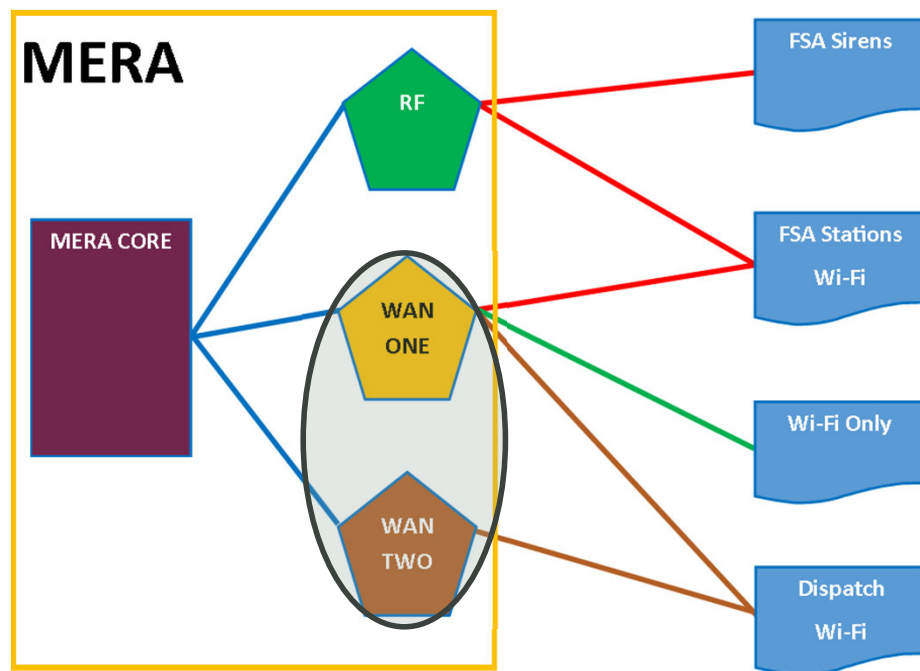 MERA
RF
FSA Sirens
MERA CORE
FSA Stations
Wi-Fi
WAN
ONE
Wi-Fi Only
WAN
TWO
Dispatch
Wi-Fi